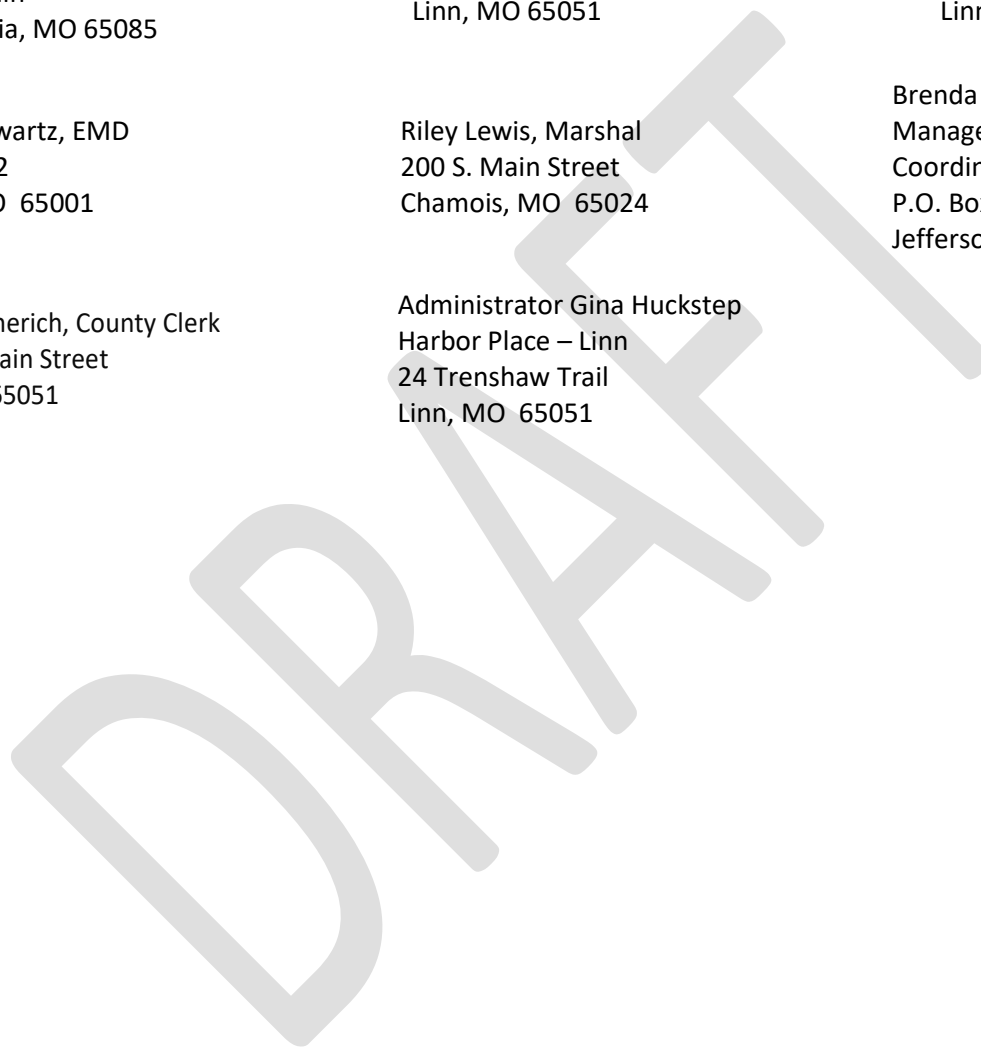 ia, MO 65085
Linn, MO 65051
Linn
wartz, EMD
2
65001
Riley Lewis, Marshal
200 S. Main Street
Chamois, MO 65024
Brenda
Manage
Coordin
P.O. Box
Jefferso
nerich, County Clerk
ain Street
65051
Administrator Gina Huckstep
Harbor Place – Linn
24 Trenshaw Trail
Linn, MO 65051
DRAFT